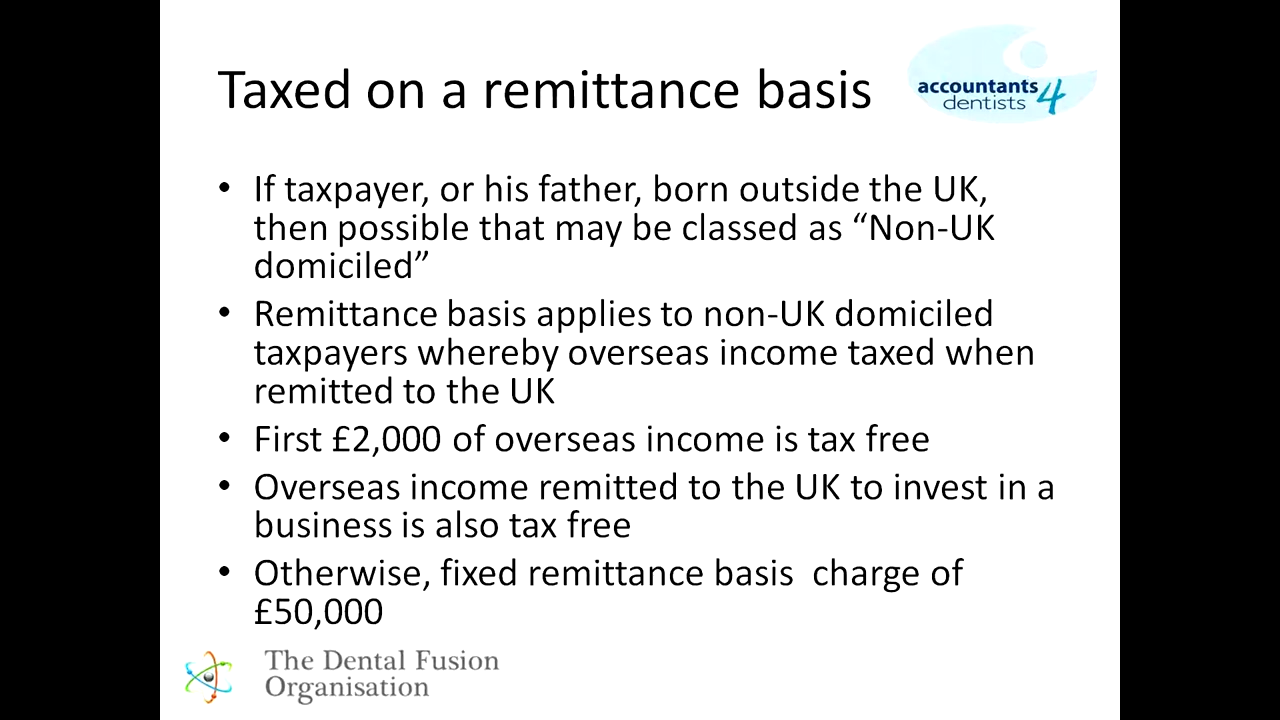 Taxed on a remittance basis
accountants
4
dentists
• If taxpayer, or his father, born outside the UK,
then possible that may be classed as “Non-UK
domiciled”
• Remittance basis applies to non-UK domiciled
taxpayers whereby overseas income taxed when
remitted to the UK
• First £2,000 of overseas income is tax free
• Overseas income remitted to the UK to invest in a
business is also tax free
• Otherwise, fixed remittance basis  charge of
£50,000
The Dental Fusion
Organisation